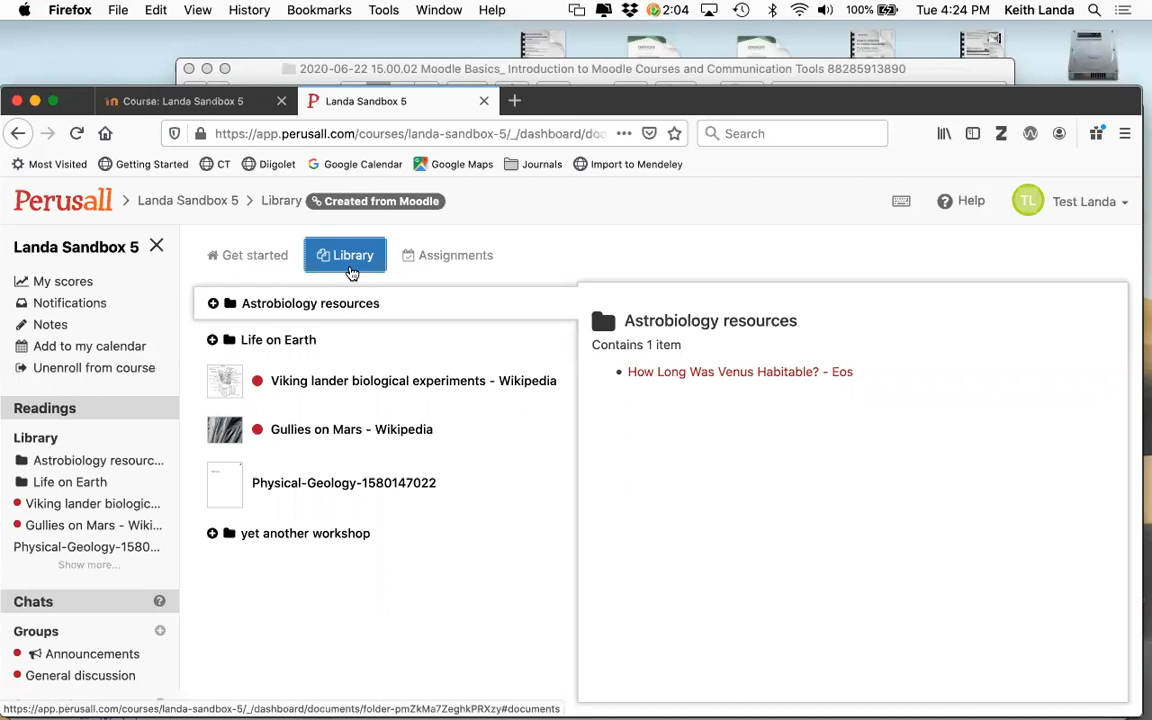 Firefox File Edit View History Bookmarks Tools Window Help 2:04 100% Tue 4:24 PM Keith Landa
2020-06-22 15.00.02 Moodle Basics_ Introduction to Moodle Courses and Communication Tools 88285913890
Course: Landa Sandbox 5
Landa Sandbox 5
https://app.perusall.com/courses/landa-sandbox-5/_/dashboard/doc
Search
Most Visited Getting Started CT Diigolet Google Calendar Google Maps Journals Import to Mendeley
Perusall Landa Sandbox 5 Library Created from Moodle Help TL Test Landa
Landa Sandbox 5
My scores
Notifications
Notes
Add to my calendar
Unenroll from course
Readings
Library
Astrobiology resourc...
Life on Earth
Viking lander biologic...
Gullies on Mars - Wiki...
Physical-Geology-1580...
Show more...
Chats
Groups
Announcements
General discussion
Get started Library Assignments
Astrobiology resources
Life on Earth
Viking lander biological experiments - Wikipedia
Gullies on Mars - Wikipedia
Physical-Geology-1580147022
yet another workshop
Astrobiology resources
Contains 1 item
How Long Was Venus Habitable? - Eos
https://app.perusall.com/courses/landa-sandbox-5/_/dashboard/documents/folder-pmZkMa7ZeghkPRXzy#documents